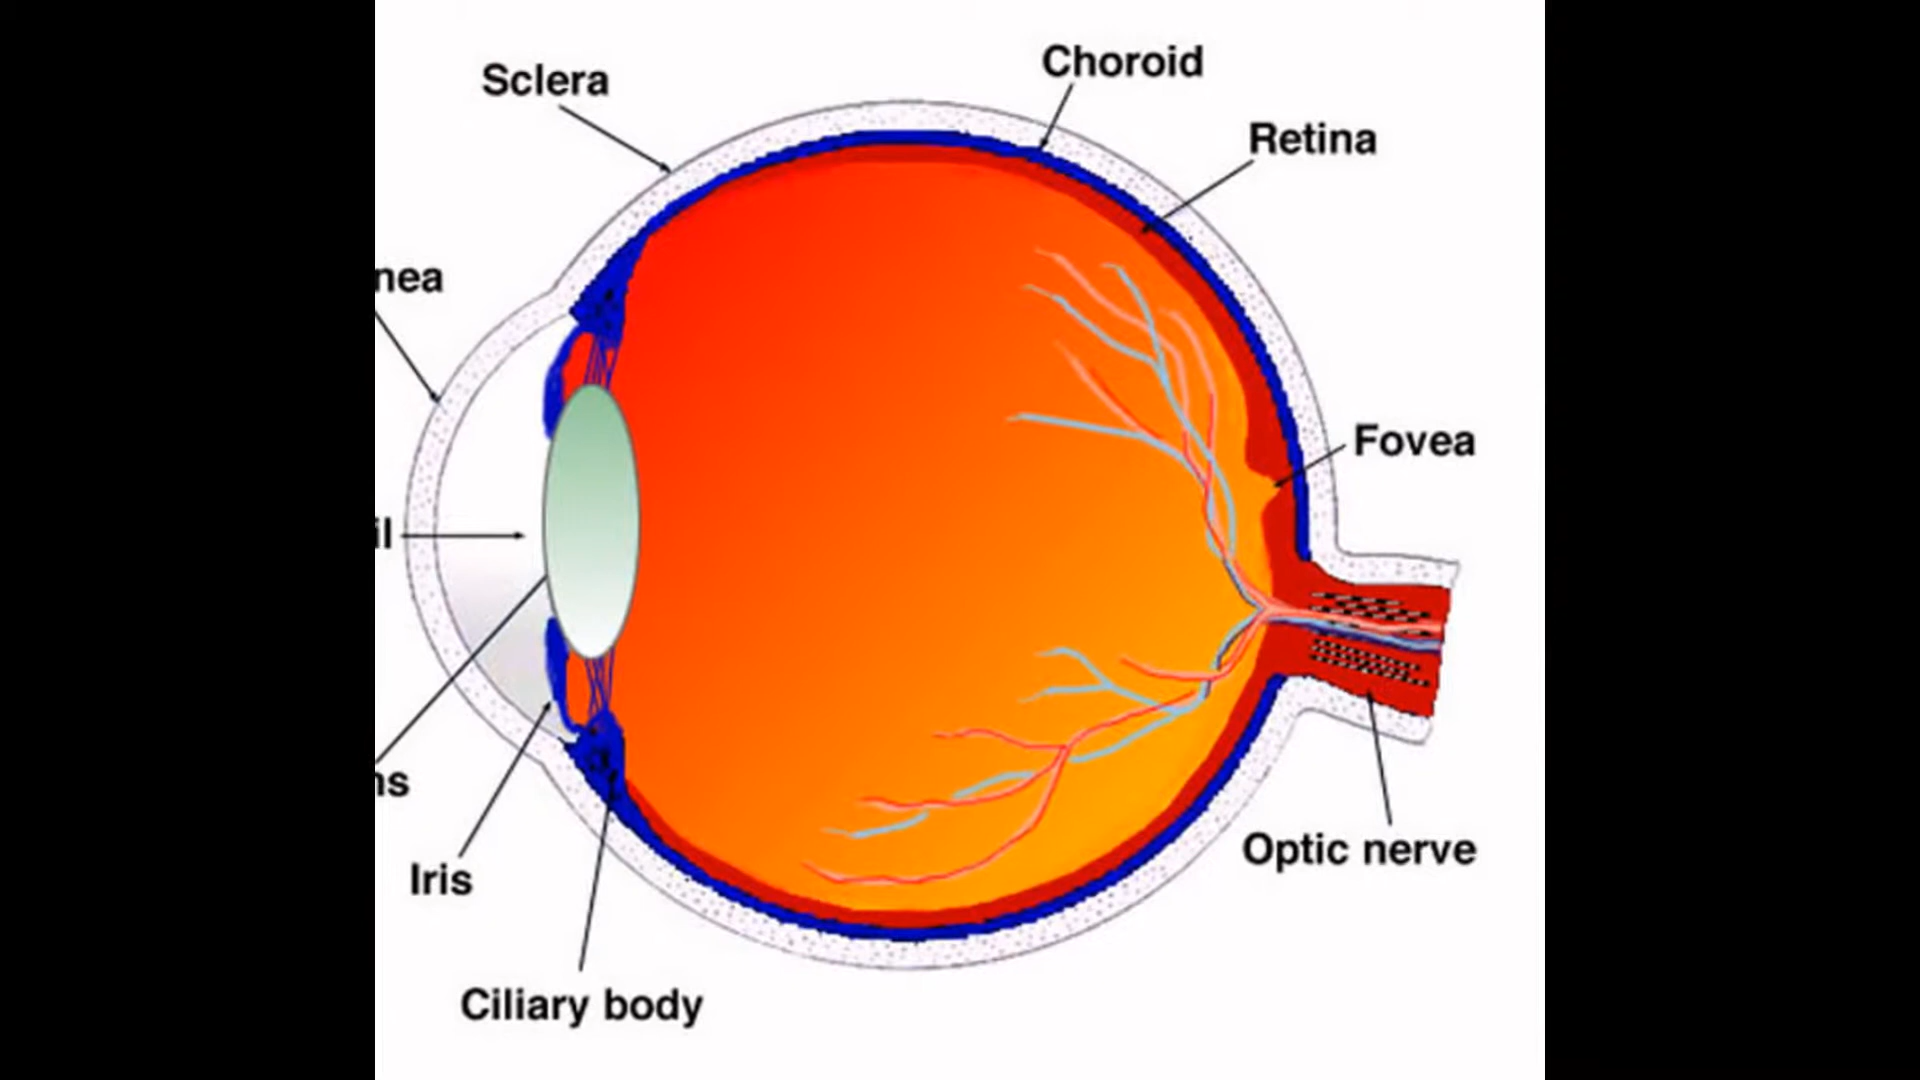 Sclera
Choroid
Retina
nea
Fovea
il
ns
Iris
Optic nerve
Ciliary body